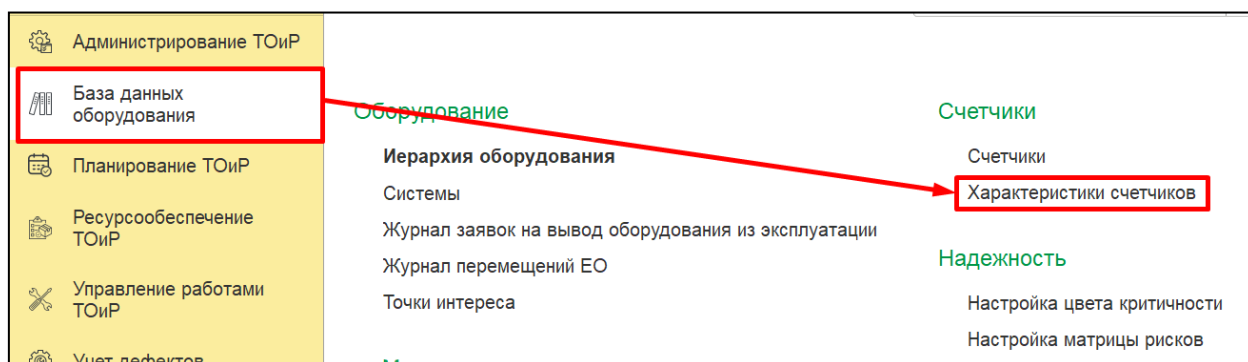 Администрирование ТОиР
База данных
оборудования
Планирование ТОиР
Ресурсообеспечение
ТОиР
Управление работами
ТОиР
Учет дефектов
Оборудование
Иерархия оборудования
Системы
Журнал заявок на вывод оборудования из эксплуатации
Журнал перемещений ЕО
Точки интереса
Счетчики
Счетчики
Характеристики счетчиков
Надежность
Настройка цвета критичности
Настройка матрицы рисков